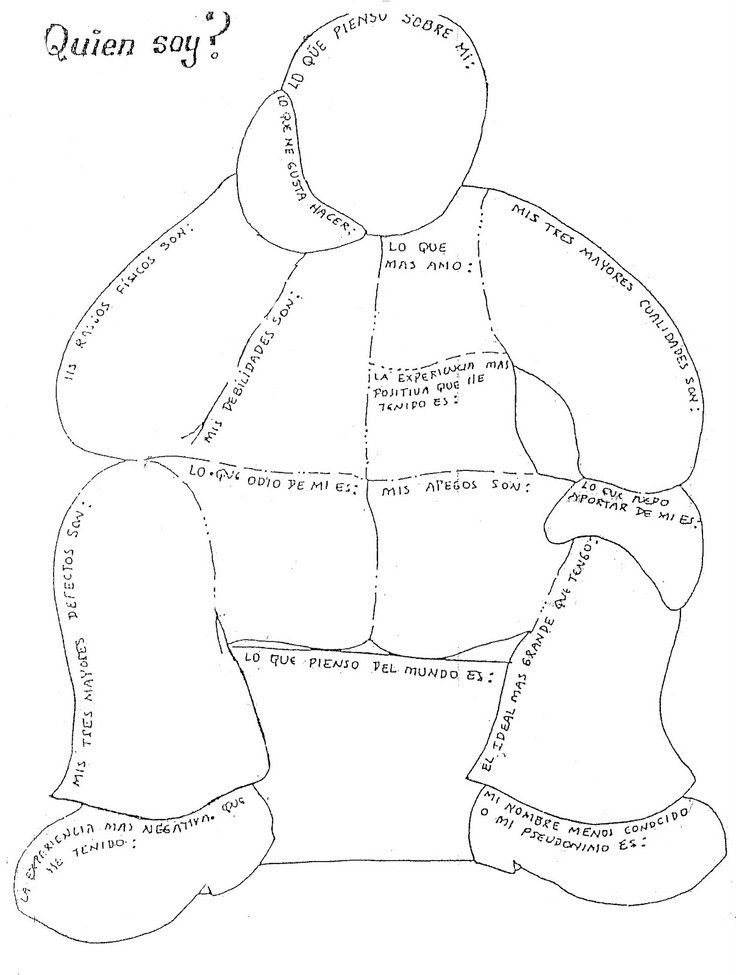 Quien soy?
LO QUE PIENSO SOBRE MI:
LO QUE ME GUSTA HACER:
LO QUE
MAS AMO:
MIS TRES MAYORES CUALIDADES SON:
MIS RASGOS FÍSICOS SON:
MIS DEBILIDADES SON:
LA EXPERIENCIA MAS
POSITIVA QUE HE
TENIDO ES:
LO QUE ODIO DE MI ES:
MIS APEGOS SON:
LO QUE PUEDO
APORTAR DE MI ES:
MIS TRES MAYORES DEFECTOS SON:
EL IDEAL MAS GRANDE QUE TENGO:
LO QUE PIENSO DEL MUNDO ES:
LA EXPERIENCIA MAS NEGATIVA QUE
HE TENIDO:
MI NOMBRE MENOS CONOCIDO
O MI PSEUDONIMO ES: